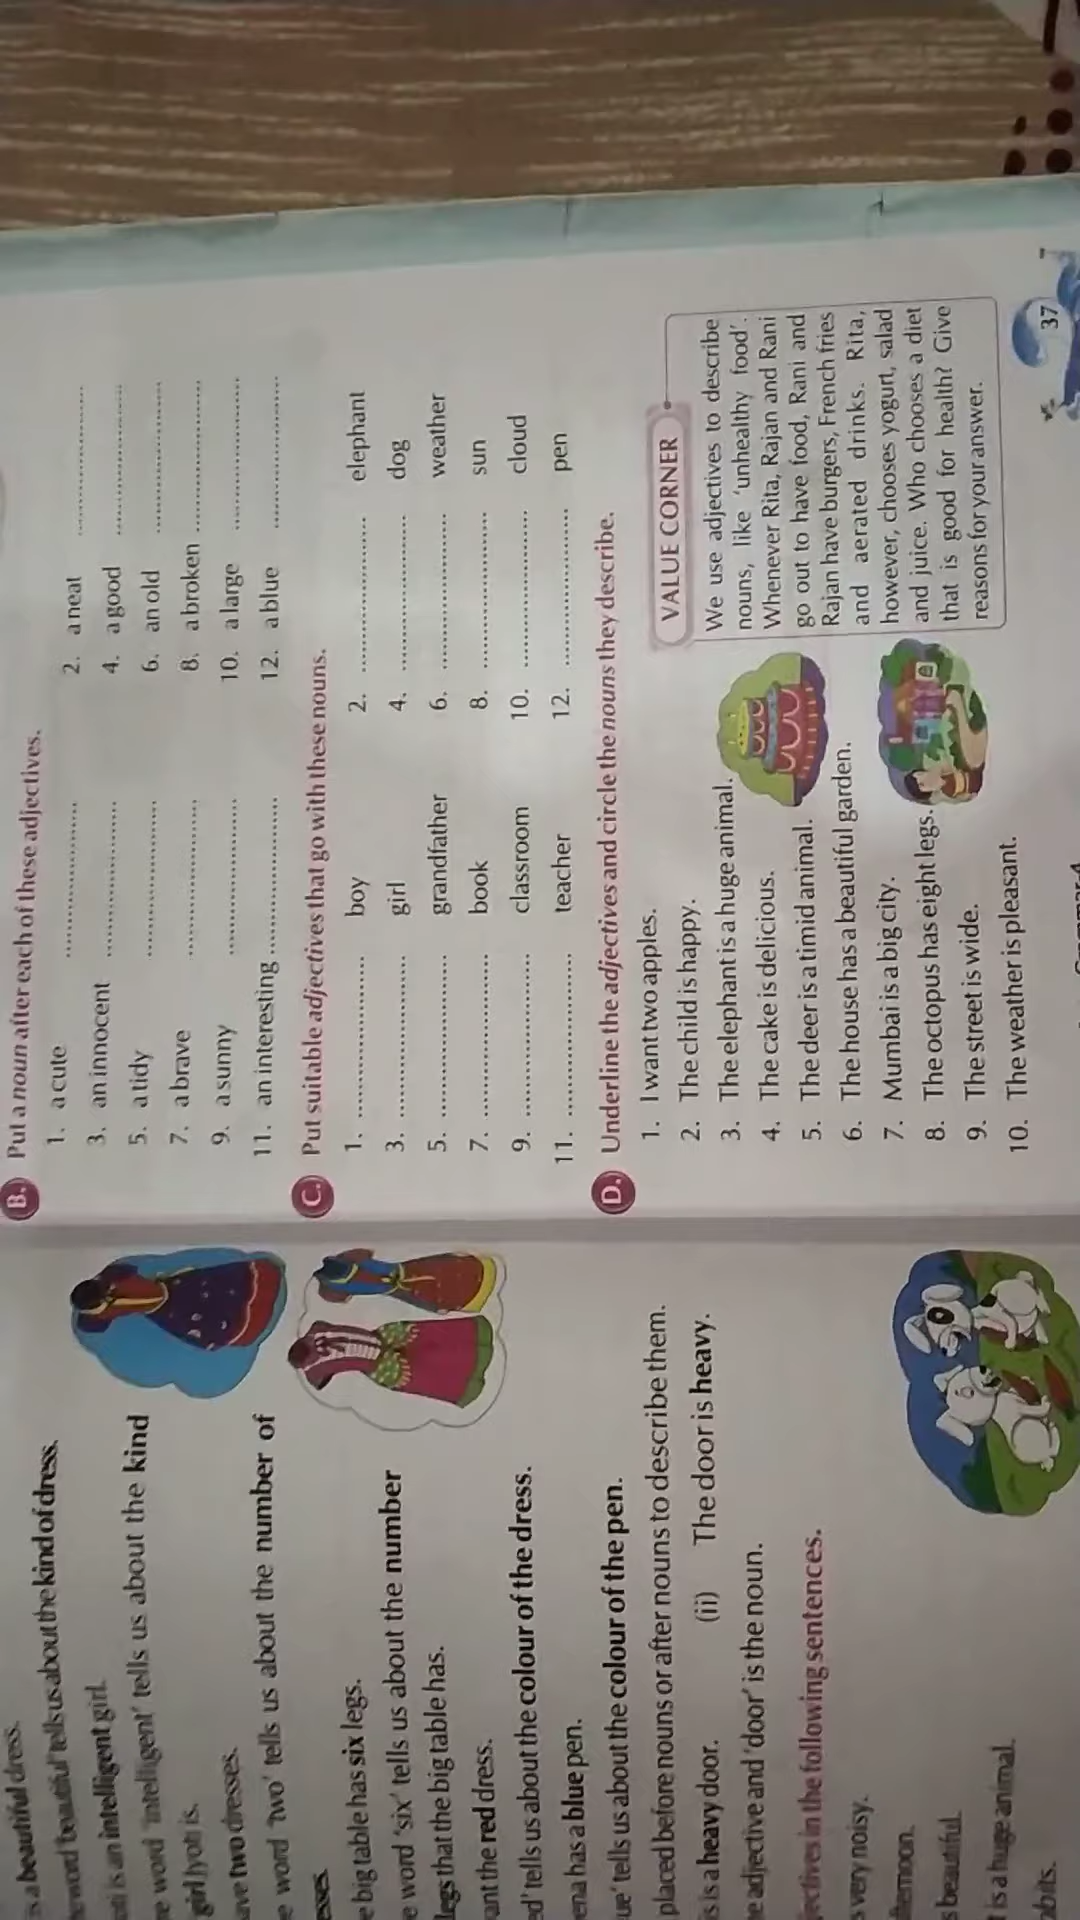 is a beautiful dress.
word 'beautiful' tells us about the kind of dress.
is an intelligent girl.
word 'intelligent' tells us about the kind
girl Jyoti is.
two dresses.
word 'two' tells us about the number of
big table has six legs.
word 'six' tells us about the number
legs that the big table has.
the red dress.
tells us about the colour of the dress.
has a blue pen.
tells us about the colour of the pen.
placed before nouns or after nouns to describe them.
is a heavy door. (ii) The door is heavy.
adjective and 'door' is the noun.
in the following sentences.
very noisy.
beautiful.
is a huge animal.
B. Put a noun after each of these adjectives.
1. a cute .................... 2. a neat ....................
3. an innocent .................... 4. a good ....................
5. a tidy .................... 6. an old ....................
7. a brave .................... 8. a broken ....................
9. a sunny .................... 10. a large ....................
11. an interesting .................... 12. a blue ....................
C. Put suitable adjectives that go with these nouns.
1. .................... boy 2. .................... elephant
3. .................... girl 4. .................... dog
5. .................... grandfather 6. .................... weather
7. .................... book 8. .................... sun
9. .................... classroom 10. .................... cloud
11. .................... teacher 12. .................... pen
D. Underline the adjectives and circle the nouns they describe.
1. I want two apples.
2. The child is happy.
3. The elephant is a huge animal.
4. The cake is delicious.
5. The deer is a timid animal.
6. The house has a beautiful garden.
7. Mumbai is a big city.
8. The octopus has eight legs.
9. The street is wide.
10. The weather is pleasant.
VALUE CORNER
We use adjectives to describe
nouns, like 'unhealthy food'.
Whenever Rita, Rajan and Rani
go out to have food, Rani and
Rajan have burgers, French fries
and aerated drinks. Rita,
however, chooses yogurt, salad
and juice. Who chooses a diet
that is good for health? Give
reasons for your answer.
37